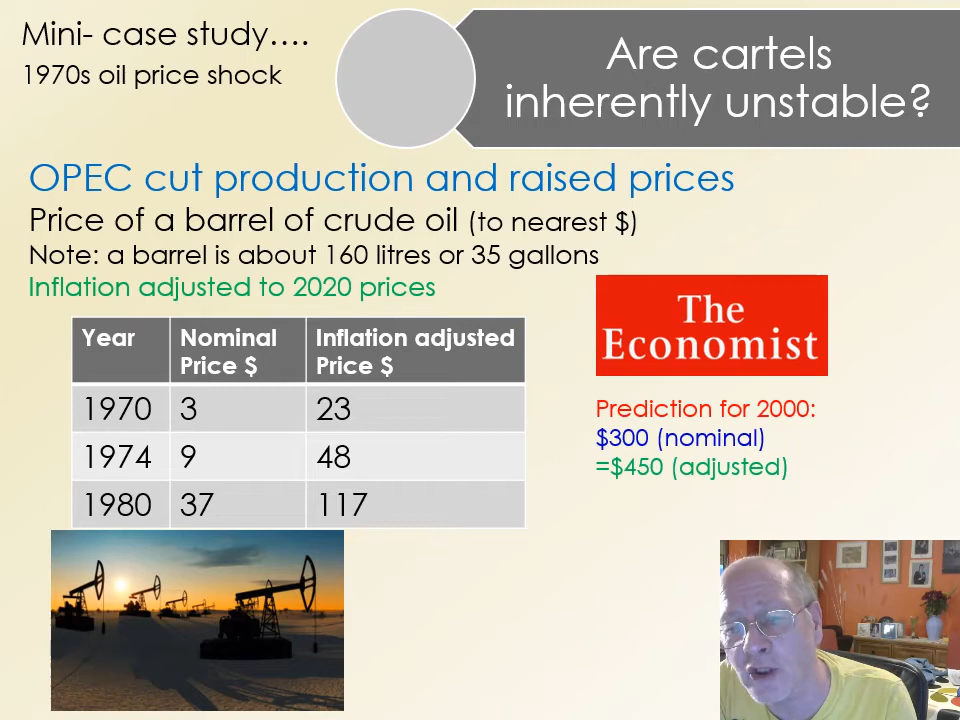 Mini- case study….
1970s oil price shock
Are cartels
inherently unstable?
OPEC cut production and raised prices
Price of a barrel of crude oil (to nearest $)
Note: a barrel is about 160 litres or 35 gallons
Inflation adjusted to 2020 prices
Year Nominal Price $ Inflation adjusted Price $
1970 3 23
1974 9 48
1980 37 117
The
Economist
Prediction for 2000:
$300 (nominal)
=$450 (adjusted)